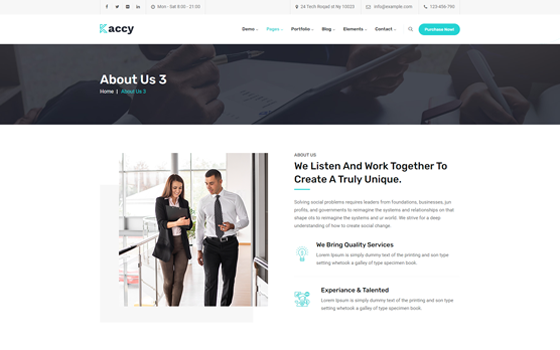 Mon - Sat 8:00 - 21:00
24 Tech Roqad st Ny 10023
info@example.com
123-456-790
accy
Demo
Pages
Portfolio
Blog
Elements
Contact
Purchase Now!
About Us 3
Home | About Us 3
ABOUT US
We Listen And Work Together To
Create A Truly Unique.
Solving social problems requires leaders from foundations, businesses, jun
profits, and governments to reimagine the systems and relationships on that
shape olo to reimagine the systems and ur world. We strive for a deep
understanding of how to create social change.
We Bring Quality Services
Lorem Ipsum is simply dummy text of the printing and son type
setting whetook a galley of type specimen book.
Expariance & Talented
Lorem Ipsum is simply dummy text of the printing and son type
setting whetook a galley of type specimen book.